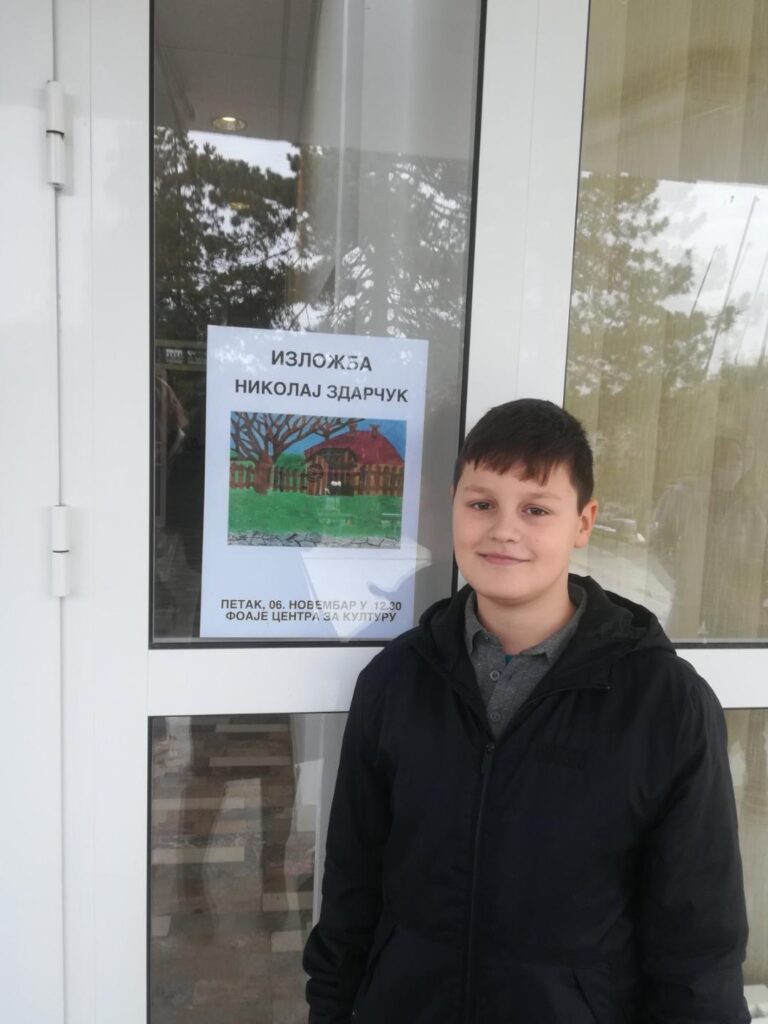 ИЗЛОЖБА
НИКОЛАЈ ЗДАРЧУК
ПЕТАК, 06. НОВЕМБАР У 12.30
ФОАЈЕ ЦЕНТРА ЗА КУЛТУРУ